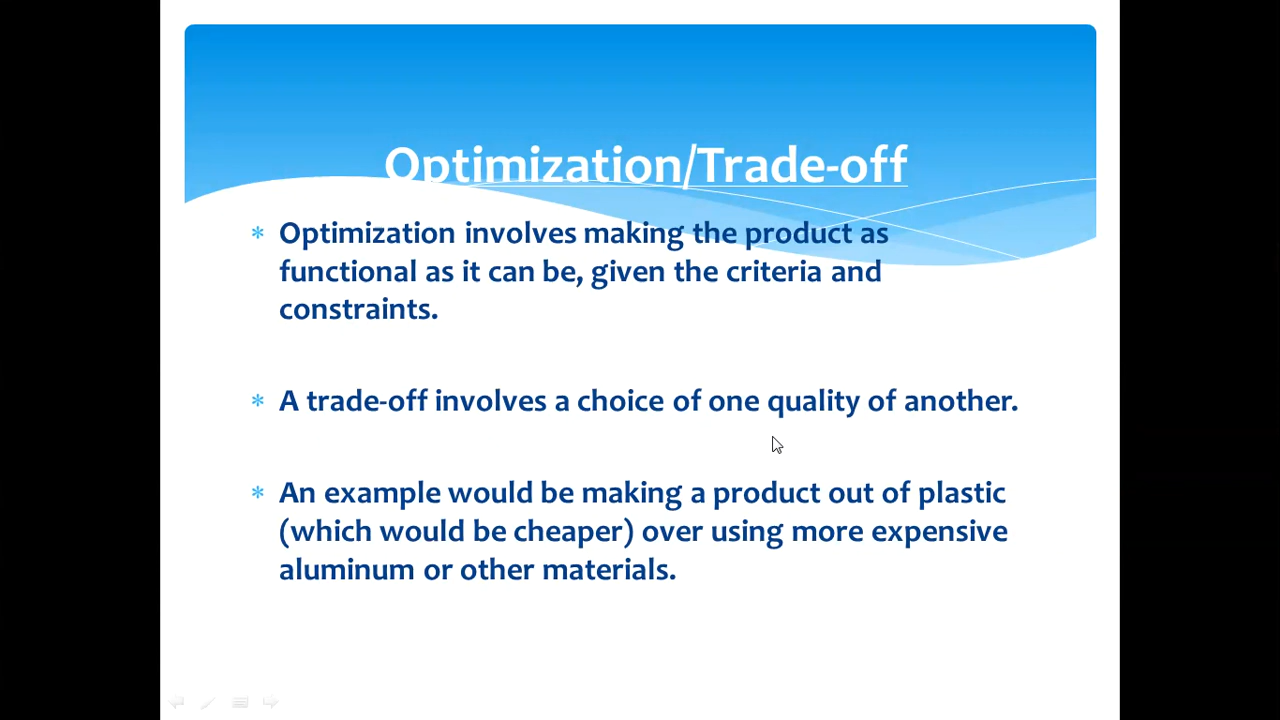 Optimization/Trade-off
* Optimization involves making the product as
functional as it can be, given the criteria and
constraints.
* A trade-off involves a choice of one quality of another.
* An example would be making a product out of plastic
(which would be cheaper) over using more expensive
aluminum or other materials.